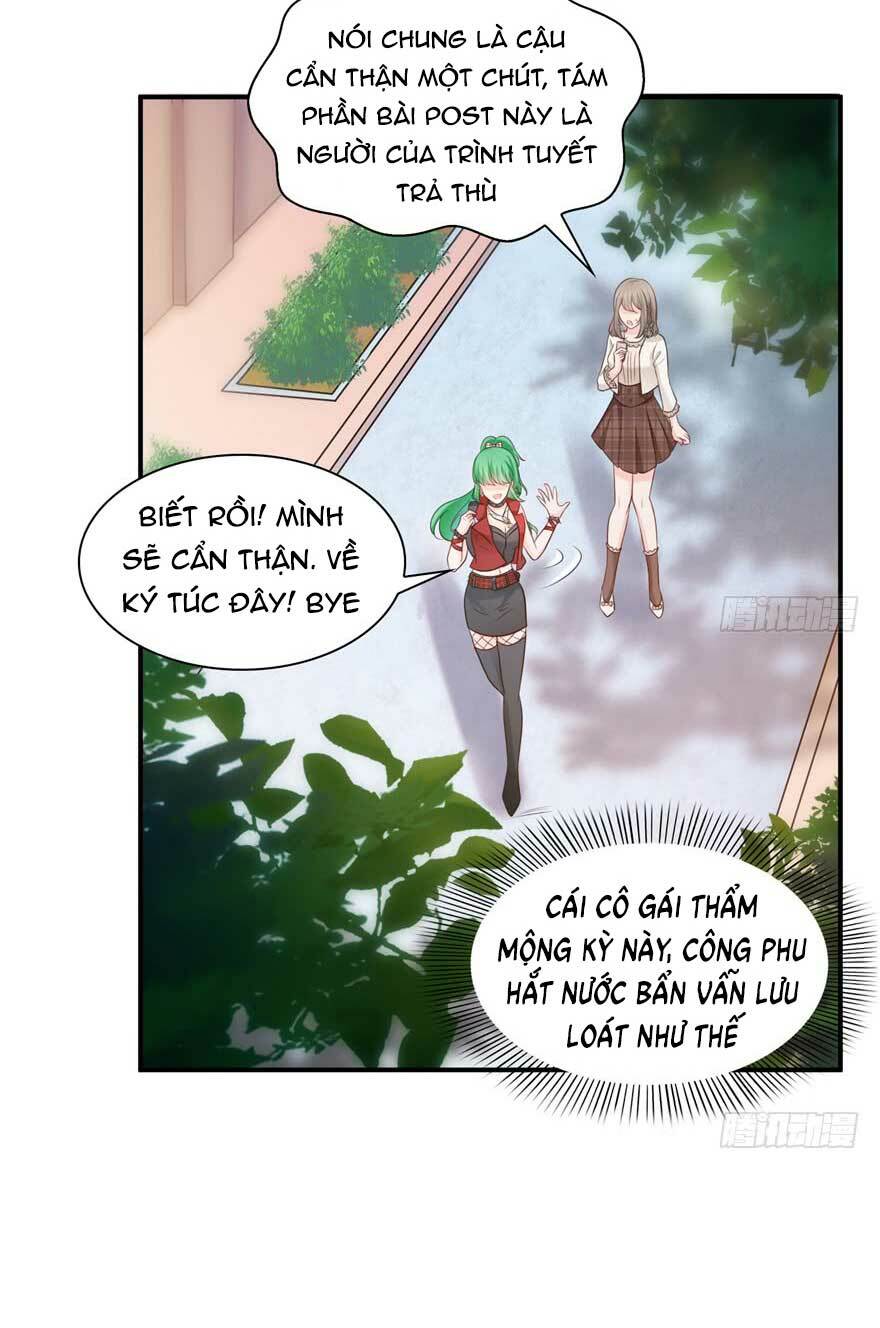 NÓI CHUNG LÀ CẬU
CẨN THẬN MỘT CHÚT, TÁM
PHẦN BÀI POST NÀY LÀ
NGƯỜI CỦA TRÌNH TUYẾT
TRẢ THÙ
BIẾT RỒI! MÌNH
SẼ CẨN THẬN. VỀ
KÝ TÚC ĐÂY! BYE
腾讯动漫
CÁI CÔ GÁI THẨM
MỘNG KỲ NÀY, CÔNG PHU
HẮT NƯỚC BẨN VẪN LƯU
LOÁT NHƯ THẾ
腾讯动漫